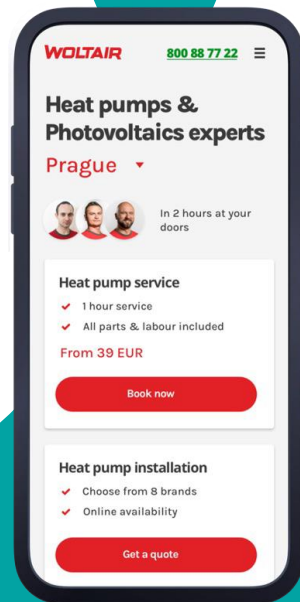 WOLTAIR
800 88 77 22
Heat pumps &
Photovoltaics experts
Prague
In 2 hours at your
doors
Heat pump service
1 hour service
All parts & labour included
From 39 EUR
Book now
Heat pump installation
Choose from 8 brands
Online availability
Get a quote